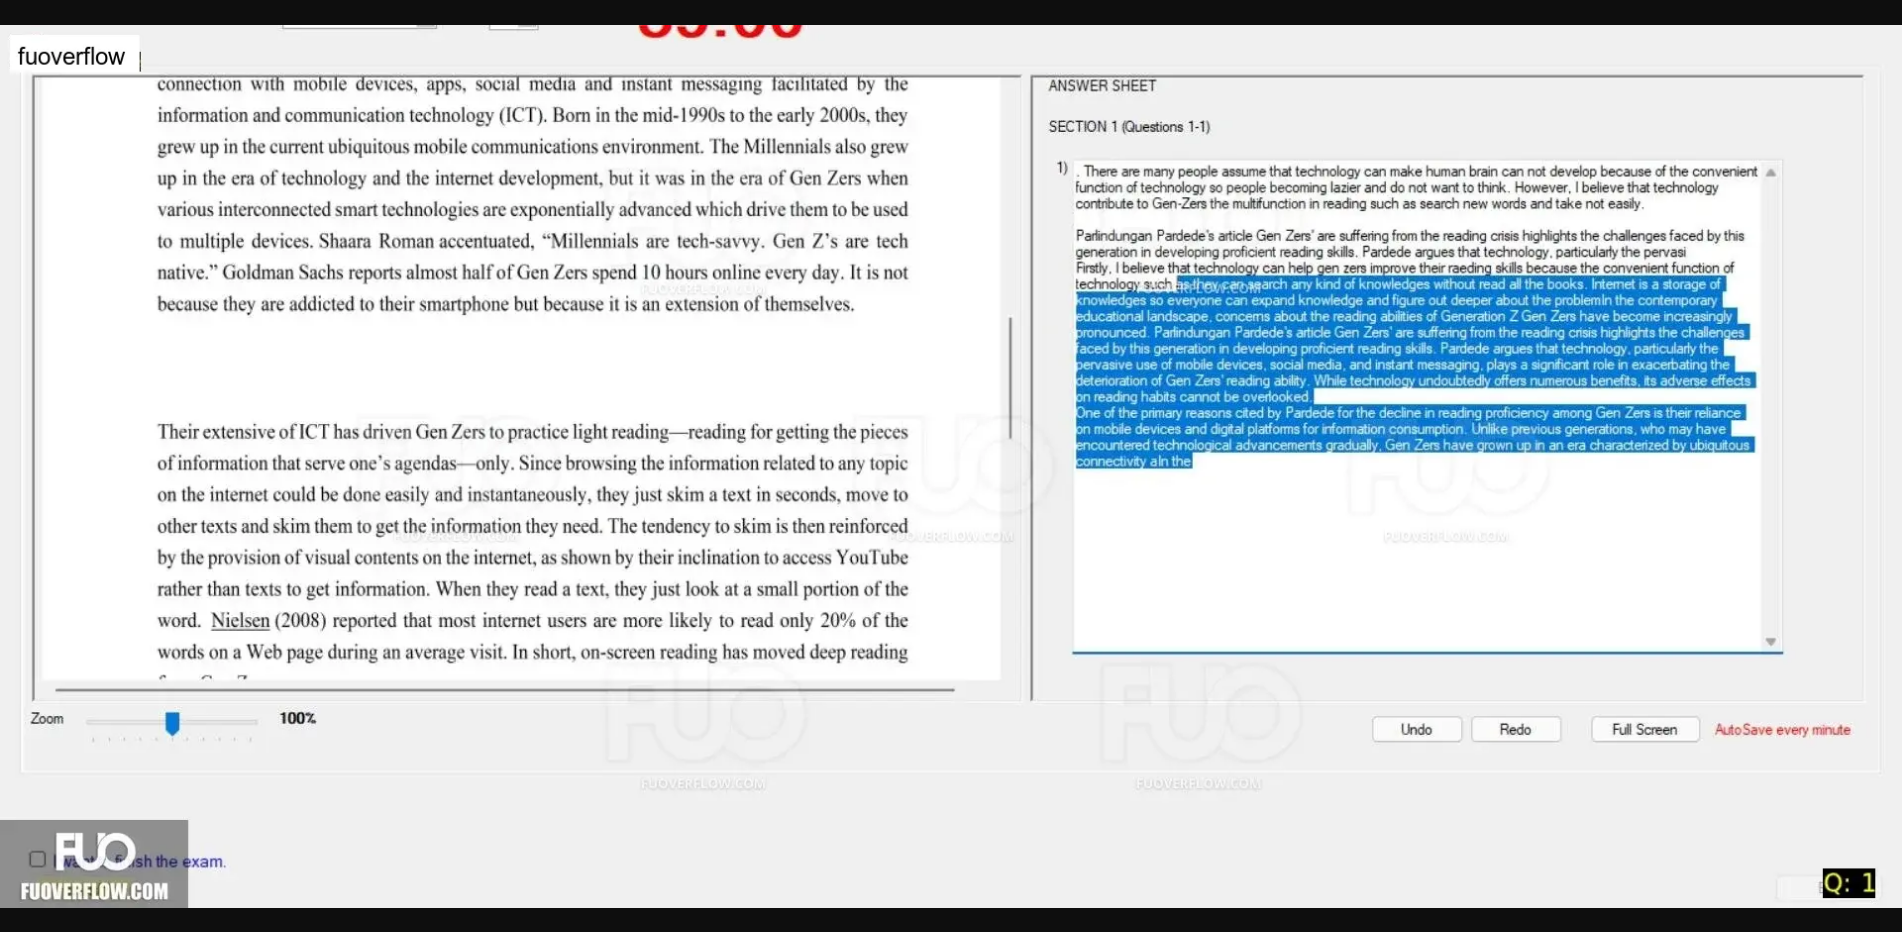 fuoverflow
connection with mobile devices, apps, social media and instant messaging facilitated by the
information and communication technology (ICT). Born in the mid-1990s to the early 2000s, they
grew up in the current ubiquitous mobile communications environment. The Millennials also grew
up in the era of technology and the internet development, but it was in the era of Gen Zers when
various interconnected smart technologies are exponentially advanced which drive them to be used
to multiple devices. Shaara Roman accentuated, “Millennials are tech-savvy. Gen Z’s are tech
native.” Goldman Sachs reports almost half of Gen Zers spend 10 hours online every day. It is not
because they are addicted to their smartphone but because it is an extension of themselves.
Their extensive of ICT has driven Gen Zers to practice light reading—reading for getting the pieces
of information that serve one’s agendas—only. Since browsing the information related to any topic
on the internet could be done easily and instantaneously, they just skim a text in seconds, move to
other texts and skim them to get the information they need. The tendency to skim is then reinforced
by the provision of visual contents on the internet, as shown by their inclination to access YouTube
rather than texts to get information. When they read a text, they just look at a small portion of the
word. Nielsen (2008) reported that most internet users are more likely to read only 20% of the
words on a Web page during an average visit. In short, on-screen reading has moved deep reading
Zoom
100%
ANSWER SHEET
SECTION 1 (Questions 1-1)
1)
. There are many people assume that technology can make human brain can not develop because of the convenient
function of technology so people becoming lazier and do not want to think. However, I believe that technology
contribute to Gen-Zers the multifunction in reading such as search new words and take not easily.
Parlindungan Pardede's article Gen Zers' are suffering from the reading crisis highlights the challenges faced by this
generation in developing proficient reading skills. Pardede argues that technology, particularly the pervasi
Firstly, I believe that technology can help gen zers improve their raeding skills because the convenient function of
technology such as they can search any kind of knowledges without read all the books. Internet is a storage of
knowledges so everyone can expand knowledge and figure out deeper about the problemIn the contemporary
educational landscape, concerns about the reading abilities of Generation Z Gen Zers have become increasingly
pronounced. Parlindungan Pardede's article Gen Zers' are suffering from the reading crisis highlights the challenges
faced by this generation in developing proficient reading skills. Pardede argues that technology, particularly the
pervasive use of mobile devices, social media, and instant messaging, plays a significant role in exacerbating the
deterioration of Gen Zers' reading ability. While technology undoubtedly offers numerous benefits, its adverse effects
on reading habits cannot be overlooked.
One of the primary reasons cited by Pardede for the decline in reading proficiency among Gen Zers is their reliance
on mobile devices and digital platforms for information consumption. Unlike previous generations, who may have
encountered technological advancements gradually, Gen Zers have grown up in an era characterized by ubiquitous
connectivity aIn the
Undo
Redo
Full Screen
AutoSave every minute
FUO
FUOVERFLOW.COM
FUO
FUOVERFLOW.COM
FUO
FUOVERFLOW.COM
the exam.
Q: 1